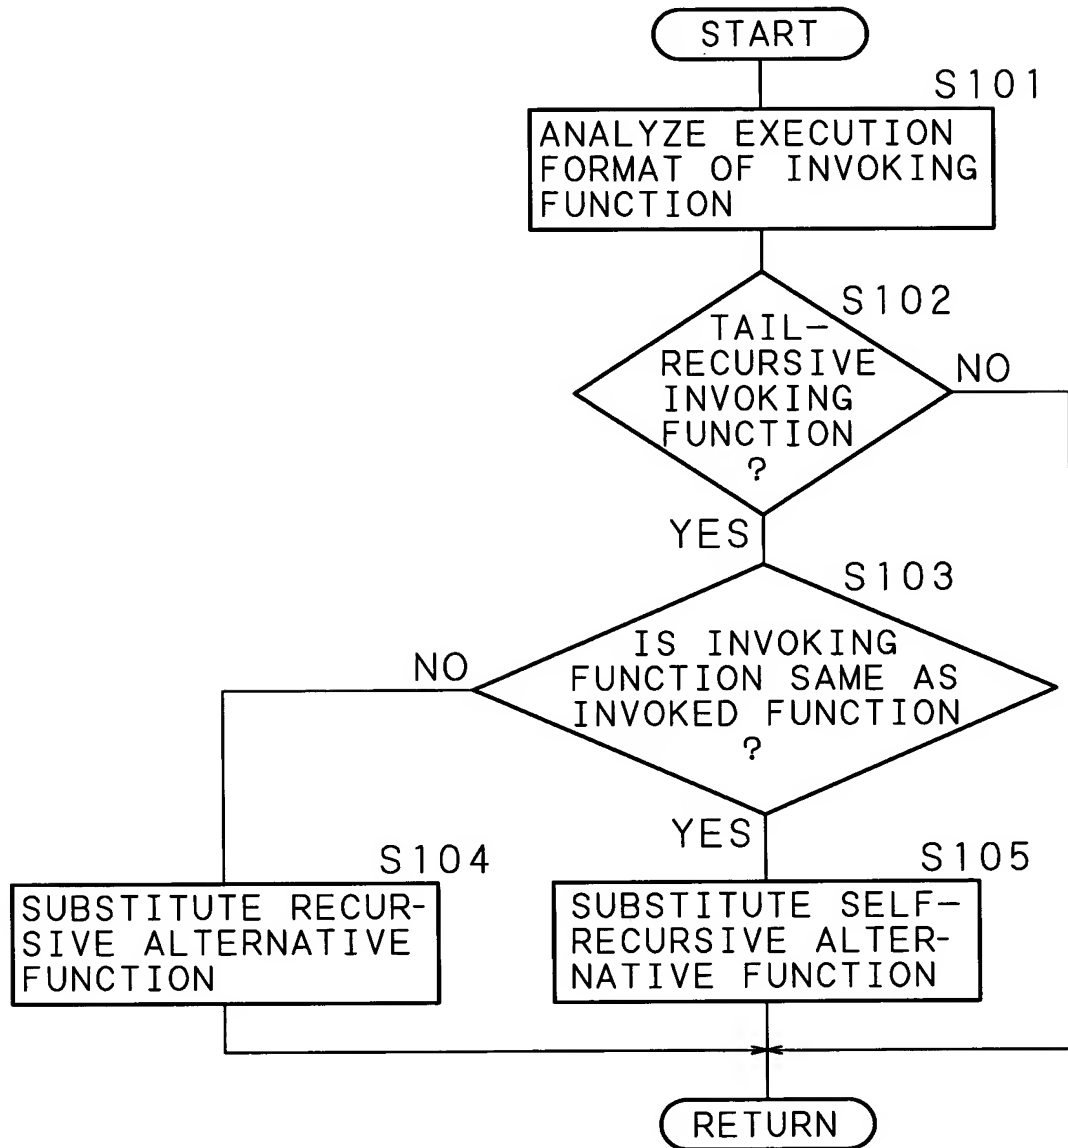 START
S101
ANALYZE EXECUTION
FORMAT OF INVOKING
FUNCTION
S102
TAIL-
RECURSIVE
INVOKING
FUNCTION
?
NO
YES
S103
IS INVOKING
FUNCTION SAME AS
INVOKED FUNCTION
?
NO
YES
S104
SUBSTITUTE RECUR-
SIVE ALTERNATIVE
FUNCTION
S105
SUBSTITUTE SELF-
RECURSIVE ALTER-
NATIVE FUNCTION
RETURN